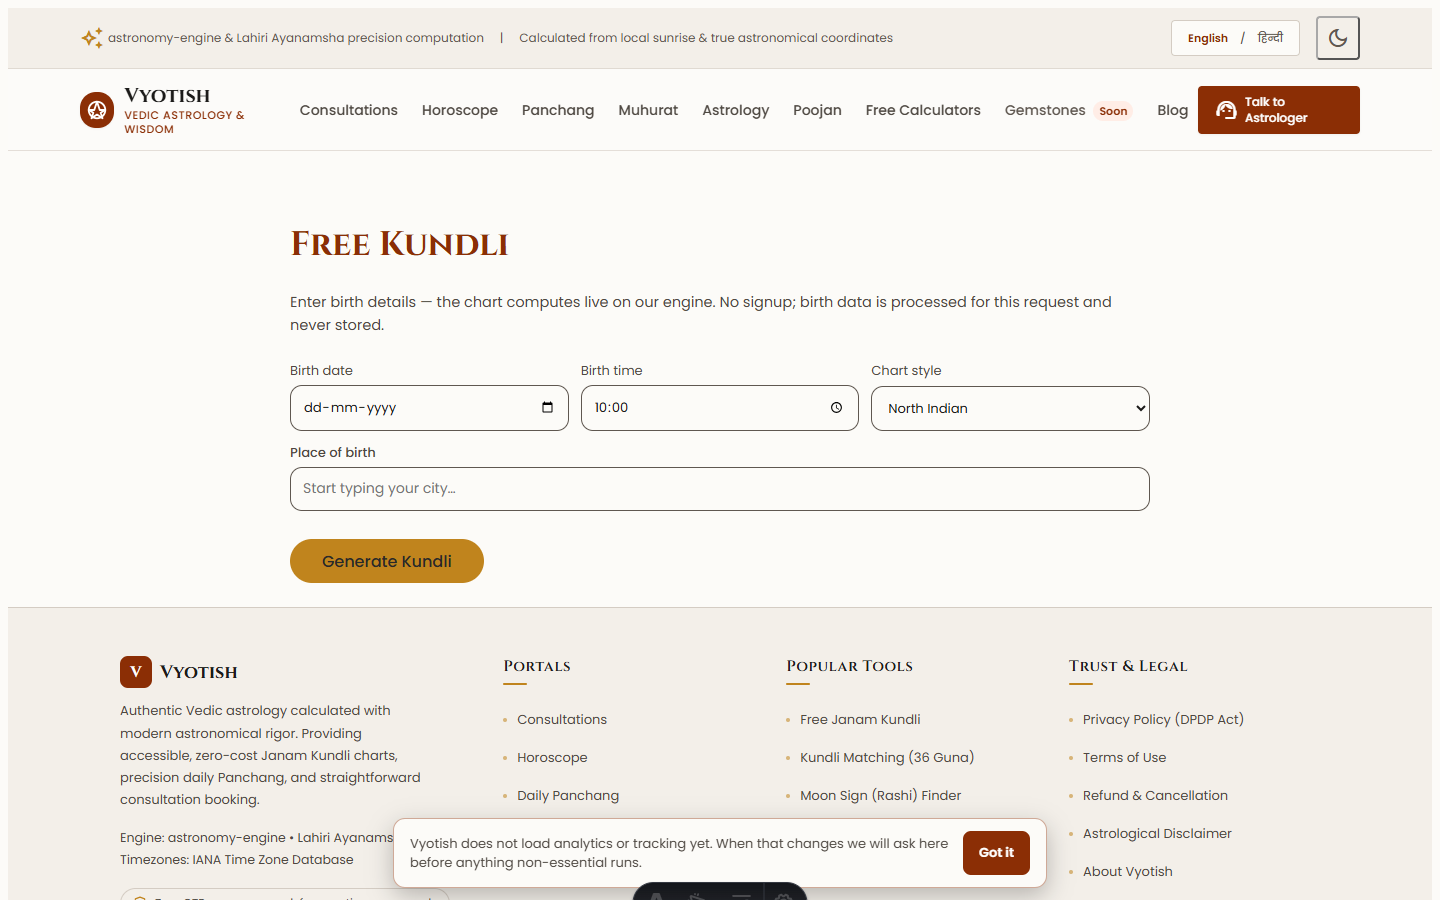 astronomy-engine & Lahiri Ayanamsha precision computation | Calculated from local sunrise & true astronomical coordinates
English / हिन्दी
Vyotish
VEDIC ASTROLOGY &
WISDOM
Consultations Horoscope Panchang Muhurat Astrology Poojan Free Calculators Gemstones Soon Blog
Talk to
Astrologer
Free Kundli
Enter birth details — the chart computes live on our engine. No signup; birth data is processed for this request and
never stored.
Birth date Birth time Chart style
dd-mm-yyyy 10:00 North Indian
Place of birth
Start typing your city…
Generate Kundli
V Vyotish
Authentic Vedic astrology calculated with
modern astronomical rigor. Providing
accessible, zero-cost Janam Kundli charts,
precision daily Panchang, and straightforward
consultation booking.
Engine: astronomy-engine • Lahiri Ayanams
Timezones: IANA Time Zone Database
Portals
Consultations
Horoscope
Daily Panchang
Popular Tools
Free Janam Kundli
Kundli Matching (36 Guna)
Moon Sign (Rashi) Finder
Trust & Legal
Privacy Policy (DPDP Act)
Terms of Use
Refund & Cancellation
Astrological Disclaimer
About Vyotish
Vyotish does not load analytics or tracking yet. When that changes we will ask here
before anything non-essential runs.
Got it